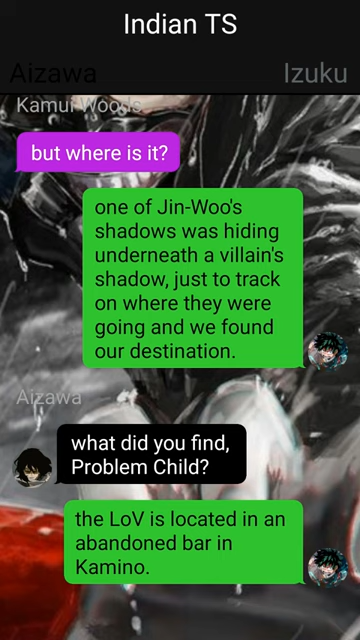 Indian TS
Aizawa
Izuku
Kamui Woods
but where is it?
one of Jin-Woo's
shadows was hiding
underneath a villain's
shadow, just to track
on where they were
going and we found
our destination.
Aizawa
what did you find,
Problem Child?
the LoV is located in an
abandoned bar in
Kamino.